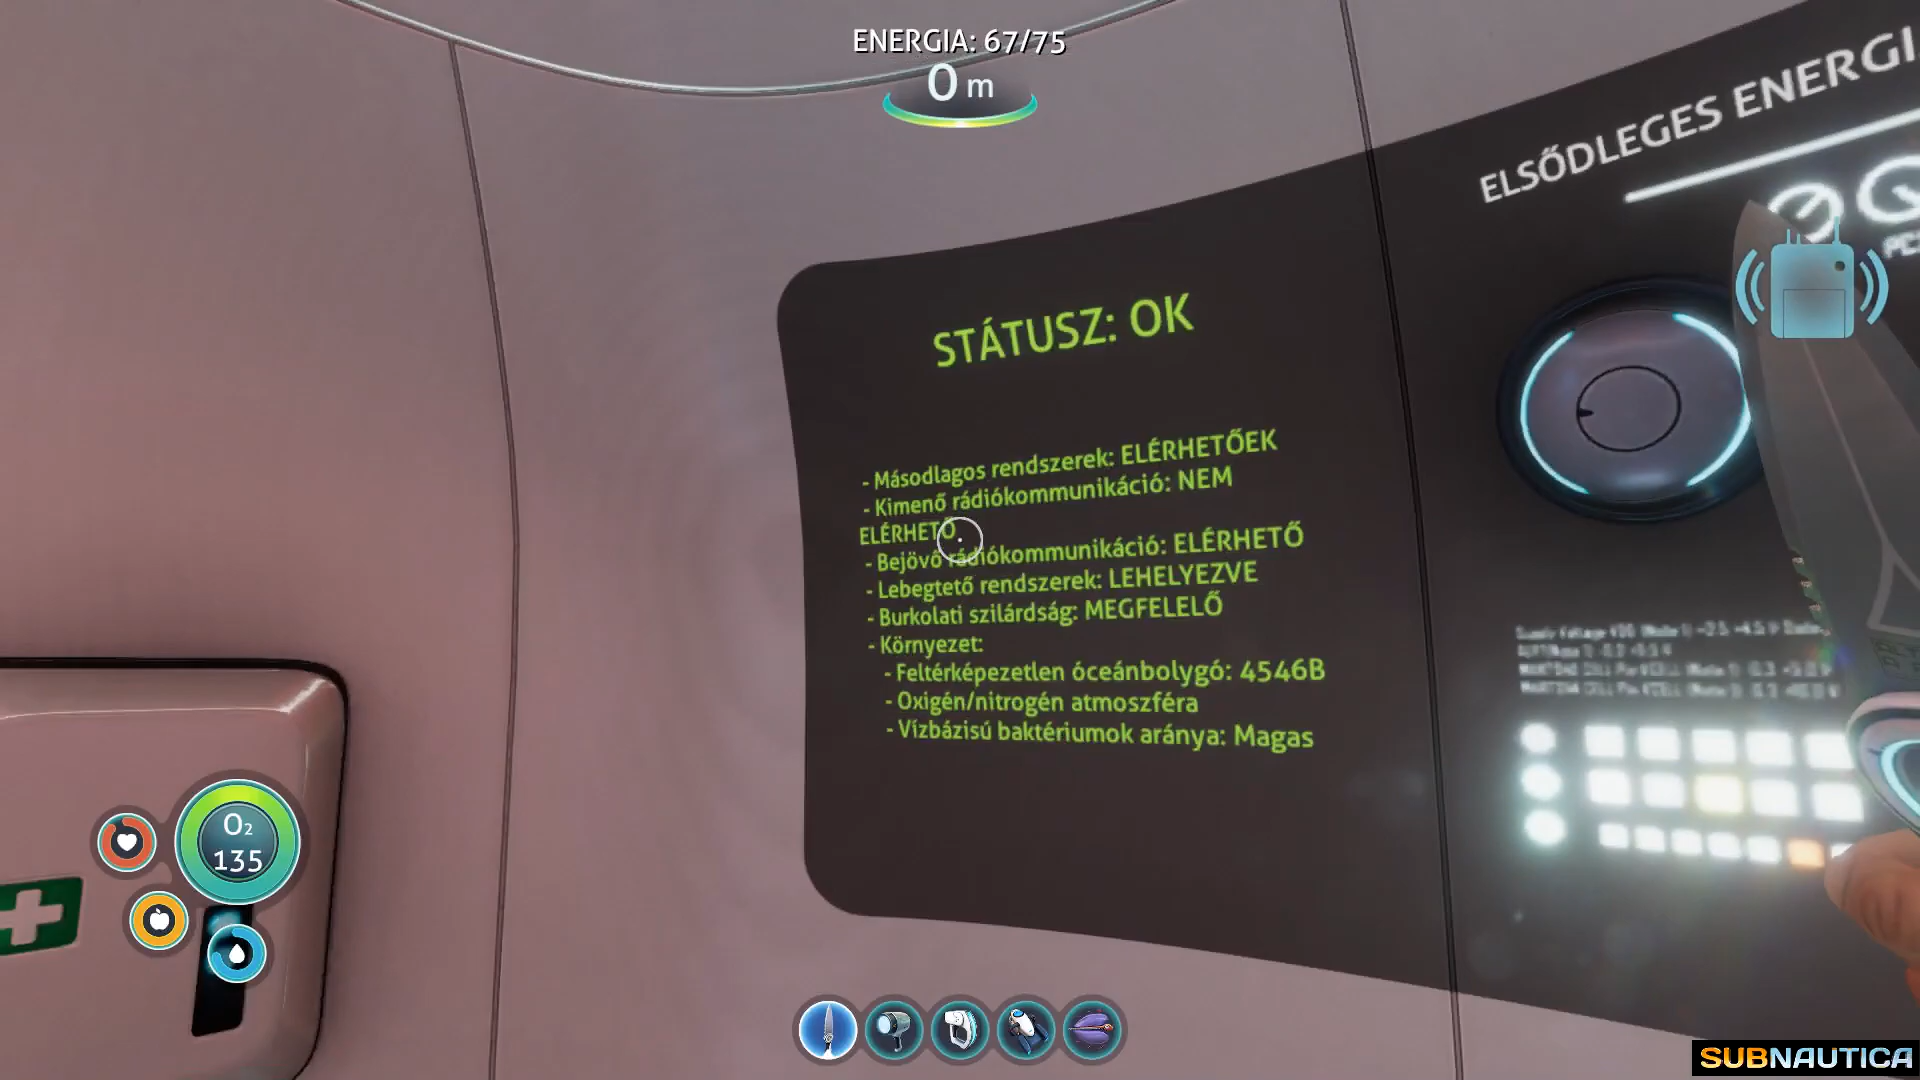 ENERGIA: 67/75
0 m
ELSŐDLEGES ENERGI
STÁTUSZ: OK
- Másodlagos rendszerek: ELÉRHETŐEK
- Kimenő rádiókommunikáció: NEM
ELÉRHETŐ
- Bejövő rádiókommunikáció: ELÉRHETŐ
- Lebegtető rendszerek: LEHELYEZVE
- Burkolati szilárdság: MEGFELELŐ
- Környezet:
- Feltérképezetlen óceánbolygó: 4546B
- Oxigén/nitrogén atmoszféra
- Vízbázisú baktériumok aránya: Magas
O2
135
SUBNAUTICA